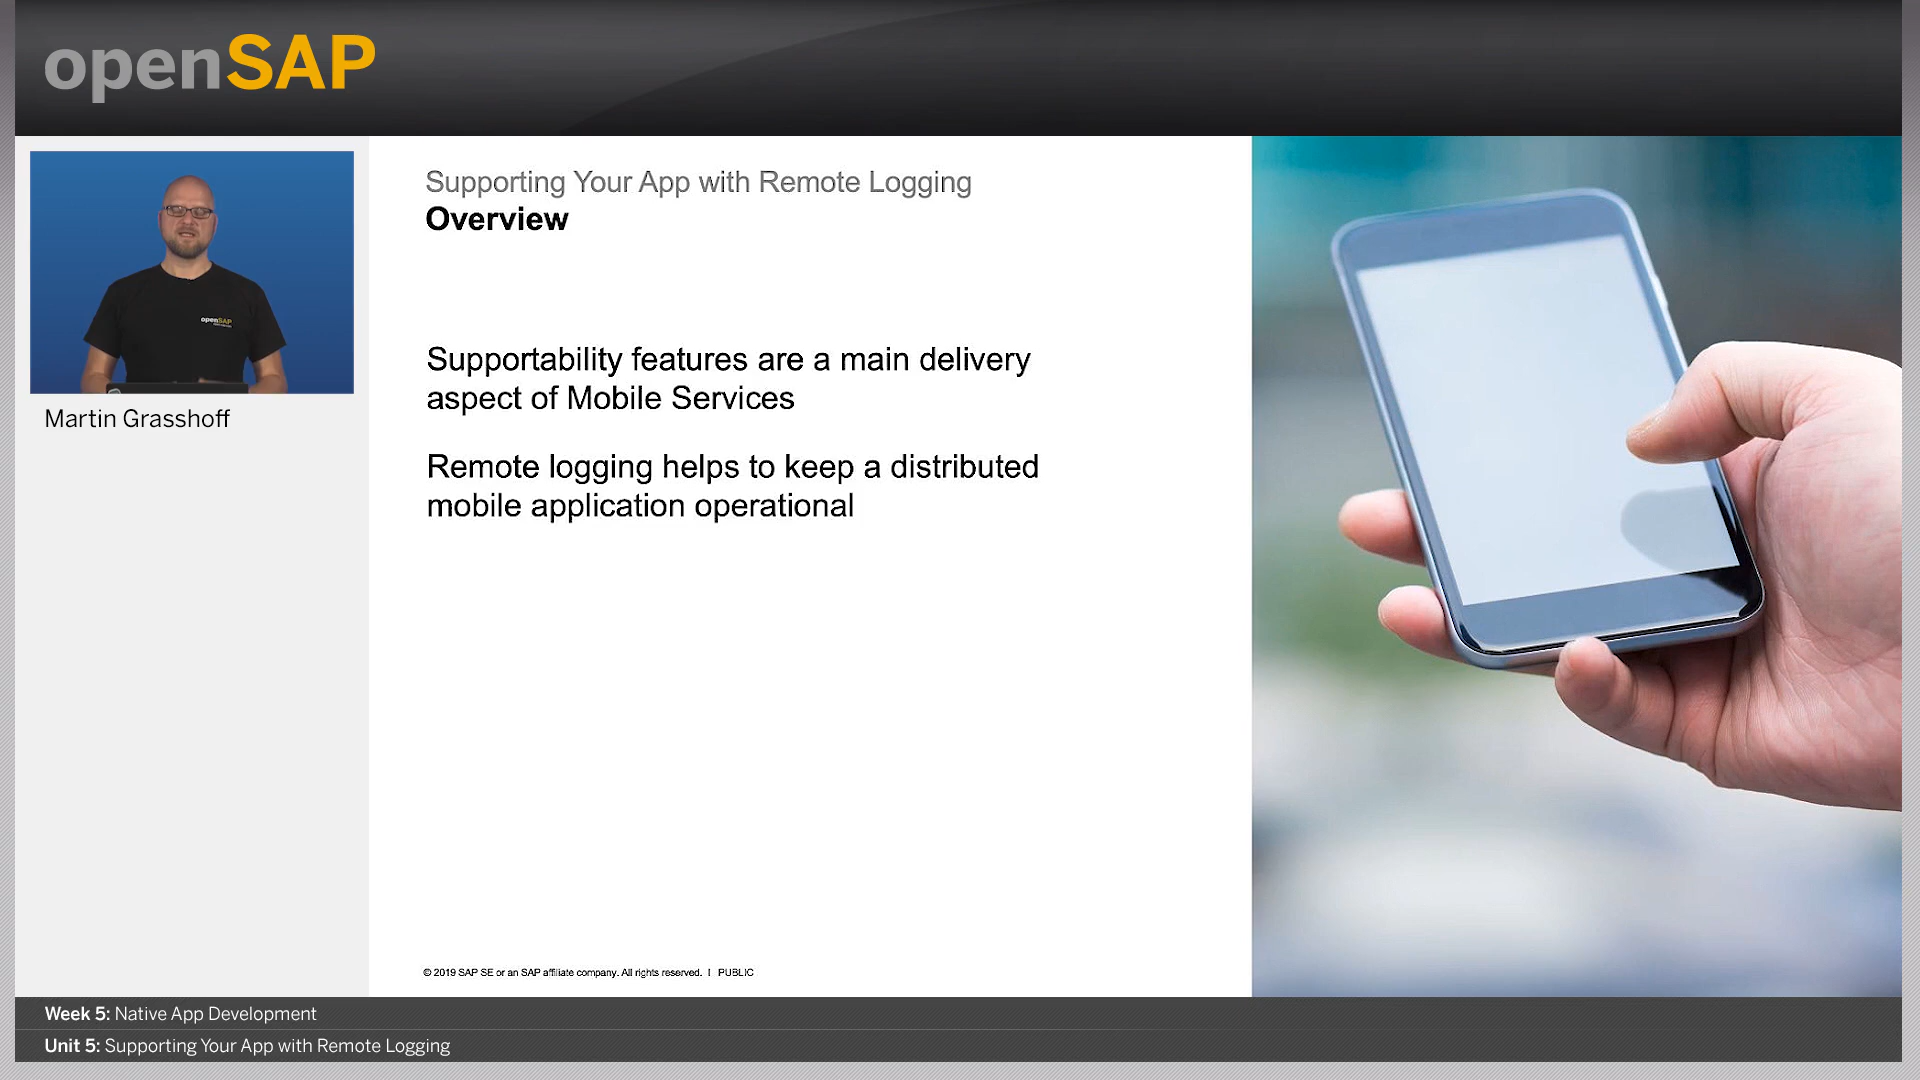 openSAP
Supporting Your App with Remote Logging
Overview
openSAP
Martin Grasshoff
Supportability features are a main delivery
aspect of Mobile Services
Remote logging helps to keep a distributed
mobile application operational
© 2019 SAP SE or an SAP affiliate company. All rights reserved. I PUBLIC
Week 5: Native App Development
Unit 5: Supporting Your App with Remote Logging